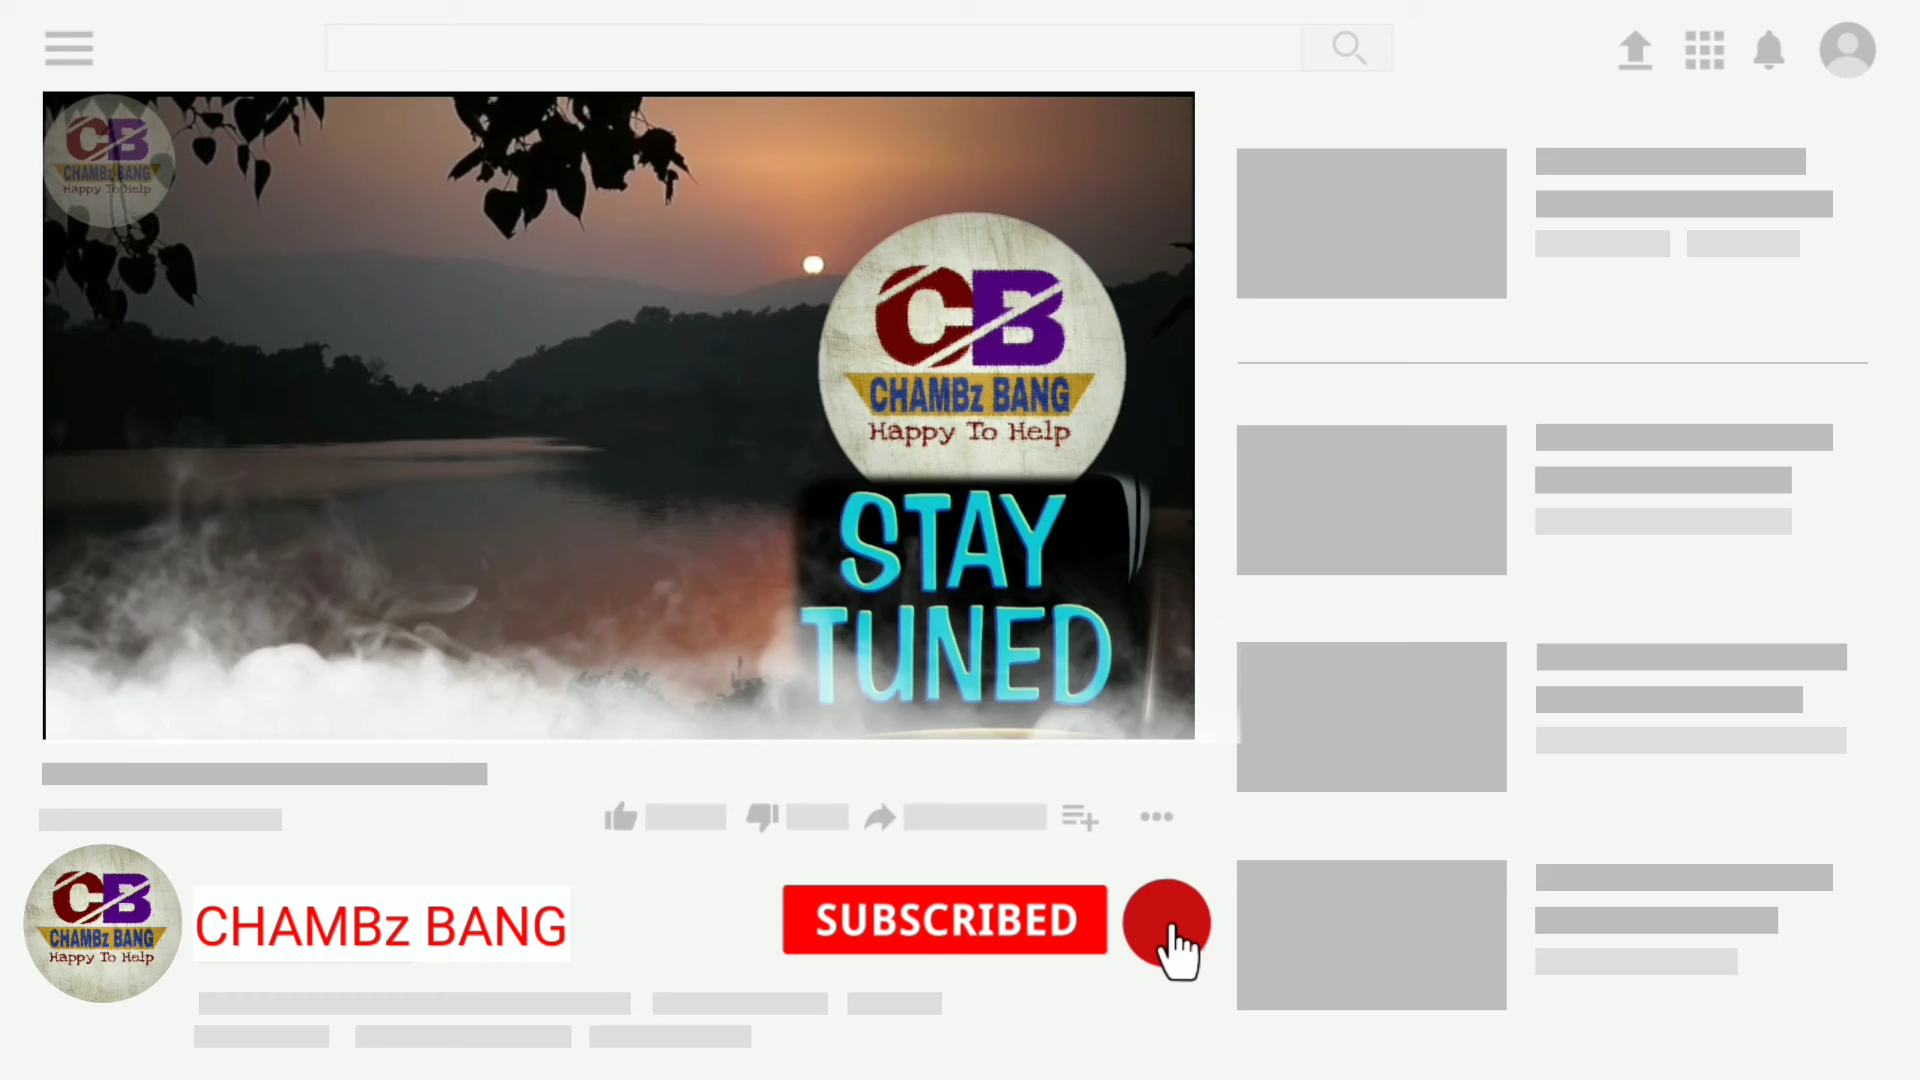 CB
CHAMBz BANG
Happy To Help
CB
CHAMBz BANG
Happy To Help
STAY
TUNED
CB
CHAMBz BANG
Happy To Help
CHAMBz BANG
SUBSCRIBED